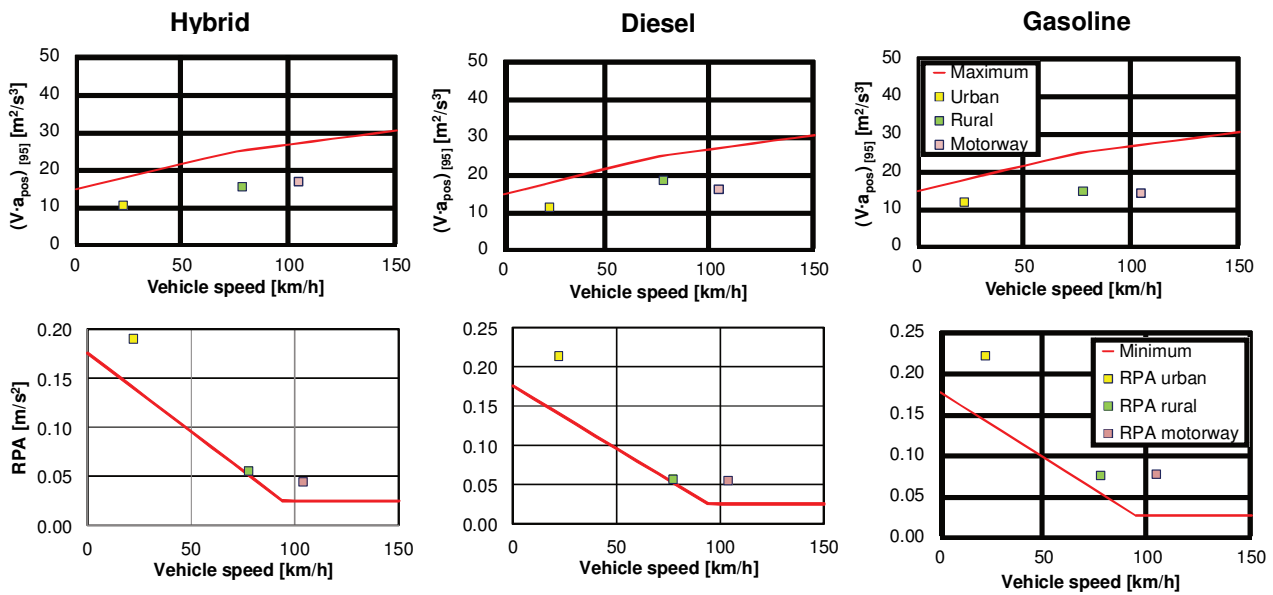 Hybrid
Diesel
Gasoline
(V·a_pos)_[95] [m²/s³]
50
40
30
20
10
0
0 50 100 150
Vehicle speed [km/h]
(V·a_pos)_[95] [m²/s³]
50
40
30
20
10
0
0 50 100 150
Vehicle speed [km/h]
(V·a_pos)_[95] [m²/s³]
50
40
30
20
10
0
Maximum
Urban
Rural
Motorway
0 50 100 150
Vehicle speed [km/h]
RPA [m/s²]
0.20
0.15
0.10
0.05
0.00
0 50 100 150
Vehicle speed [km/h]
0.25
0.20
0.15
0.10
0.05
0.00
0 50 100 150
Vehicle speed [km/h]
0.25
0.20
0.15
0.10
0.05
0.00
Minimum
RPA urban
RPA rural
RPA motorway
0 50 100 150
Vehicle speed [km/h]